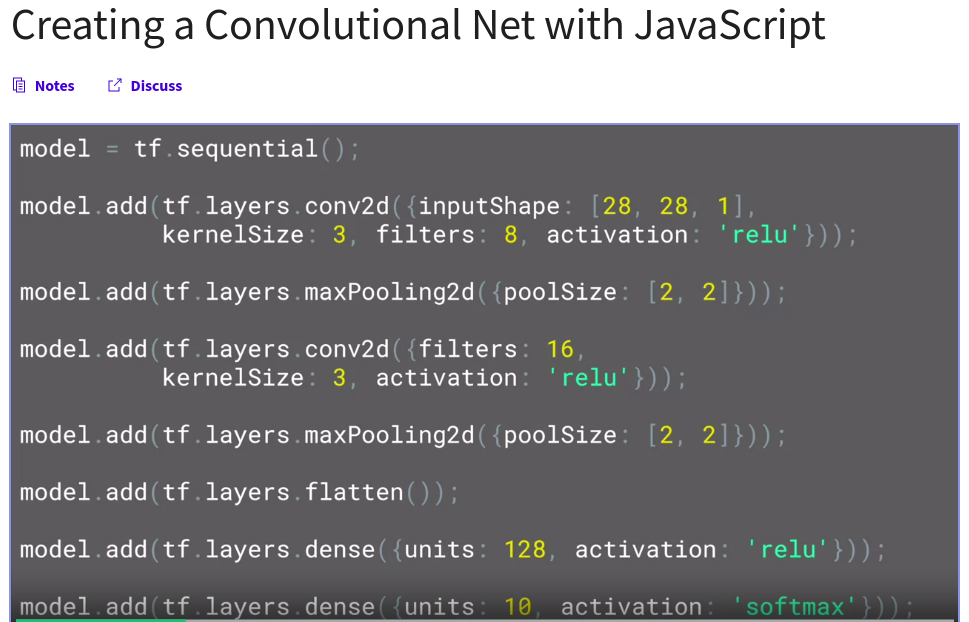 Creating a Convolutional Net with JavaScript
Notes Discuss
model = tf.sequential();
model.add(tf.layers.conv2d({inputShape: [28, 28, 1],
kernelSize: 3, filters: 8, activation: 'relu'}));
model.add(tf.layers.maxPooling2d({poolSize: [2, 2]}));
model.add(tf.layers.conv2d({filters: 16,
kernelSize: 3, activation: 'relu'}));
model.add(tf.layers.maxPooling2d({poolSize: [2, 2]}));
model.add(tf.layers.flatten());
model.add(tf.layers.dense({units: 128, activation: 'relu'}));
model.add(tf.layers.dense({units: 10, activation: 'softmax'}));